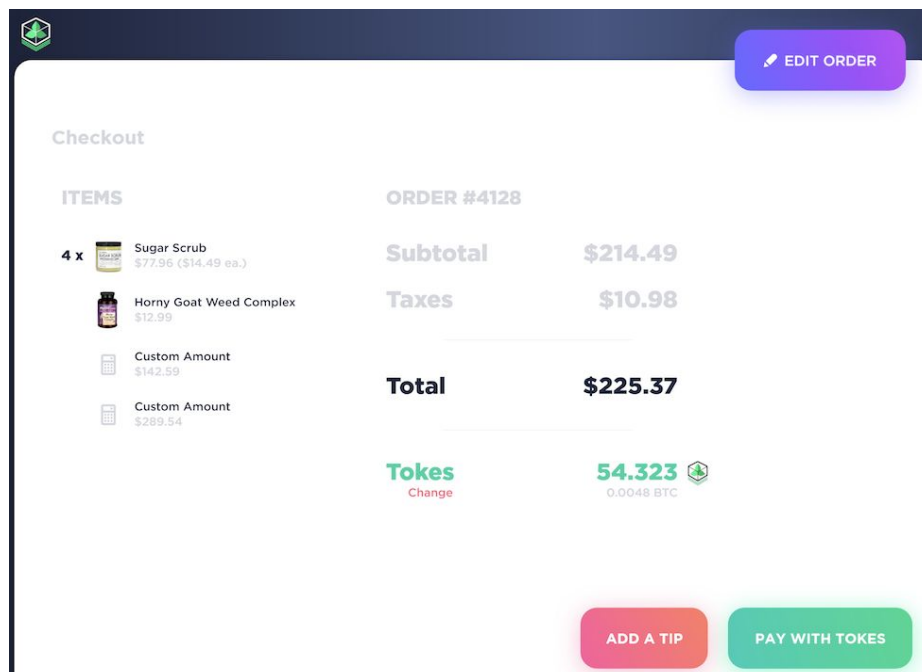 EDIT ORDER
Checkout
ITEMS
4 x
Sugar Scrub
$77.96 ($14.49 ea.)
Horny Goat Weed Complex
$12.99
Custom Amount
$142.59
Custom Amount
$289.54
ORDER #4128
Subtotal $214.49
Taxes $10.98
Total $225.37
Tokes 54.323
Change 0.0048 BTC
ADD A TIP
PAY WITH TOKES